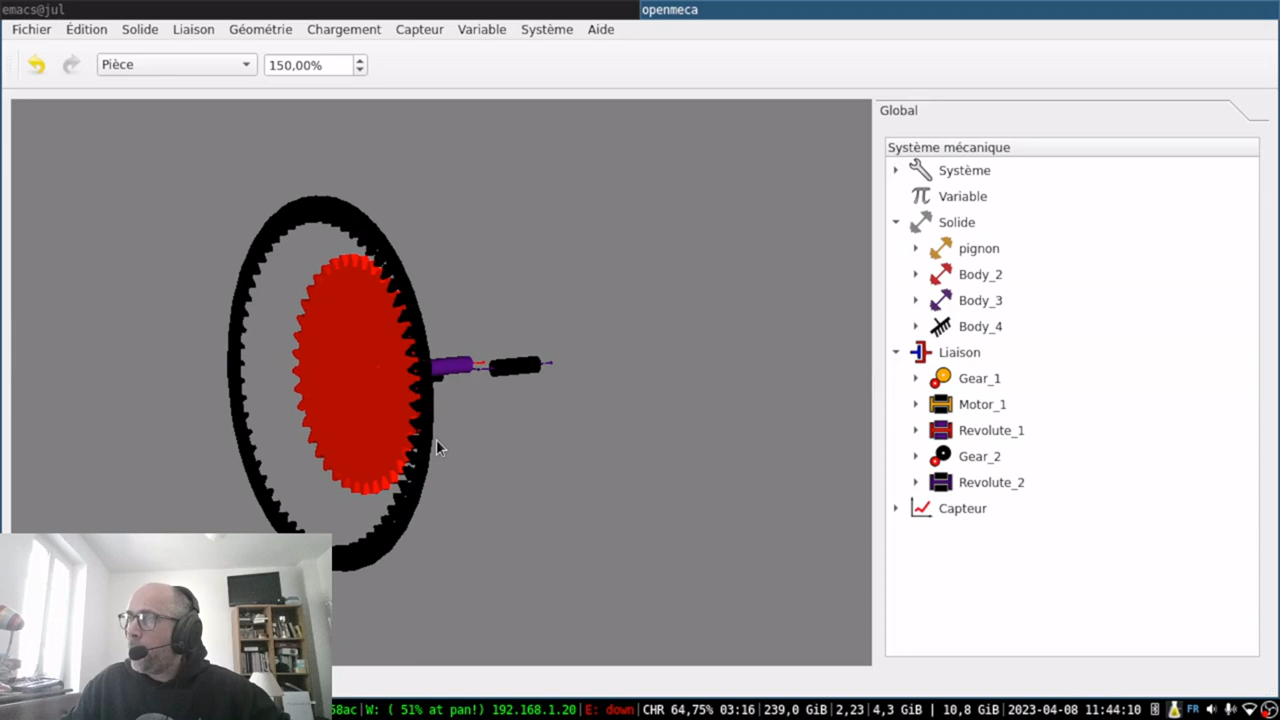 emacs@jul
openmeca
Fichier Édition Solide Liaison Géométrie Chargement Capteur Variable Système Aide
Pièce 150,00%
Global
Système mécanique
Système
Variable
Solide
pignon
Body_2
Body_3
Body_4
Liaison
Gear_1
Motor_1
Revolute_1
Gear_2
Revolute_2
Capteur
58ac|W: ( 51% at pan!) 192.168.1.20|E: down|CHR 64,75% 03:16|239,0 GiB|2,23|4,3 GiB | 10,8 GiB|2023-04-08 11:44:10 FR